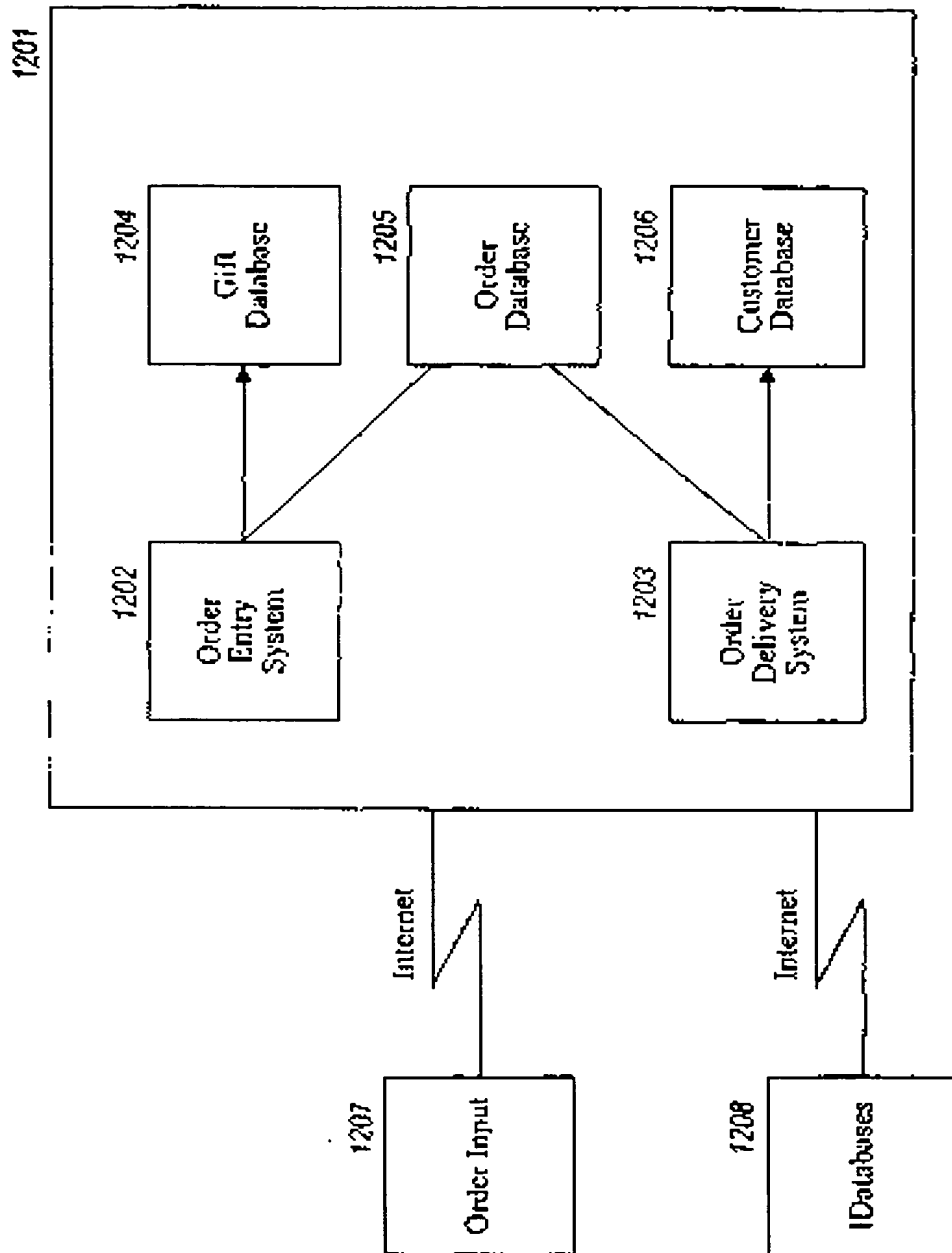 1201
1204
Gift
Database
1205
Order
Database
1206
Customer
Database
1202
Order
Entry
System
1203
Order
Delivery
System
Internet
Internet
1207
Order Input
1208
Databases